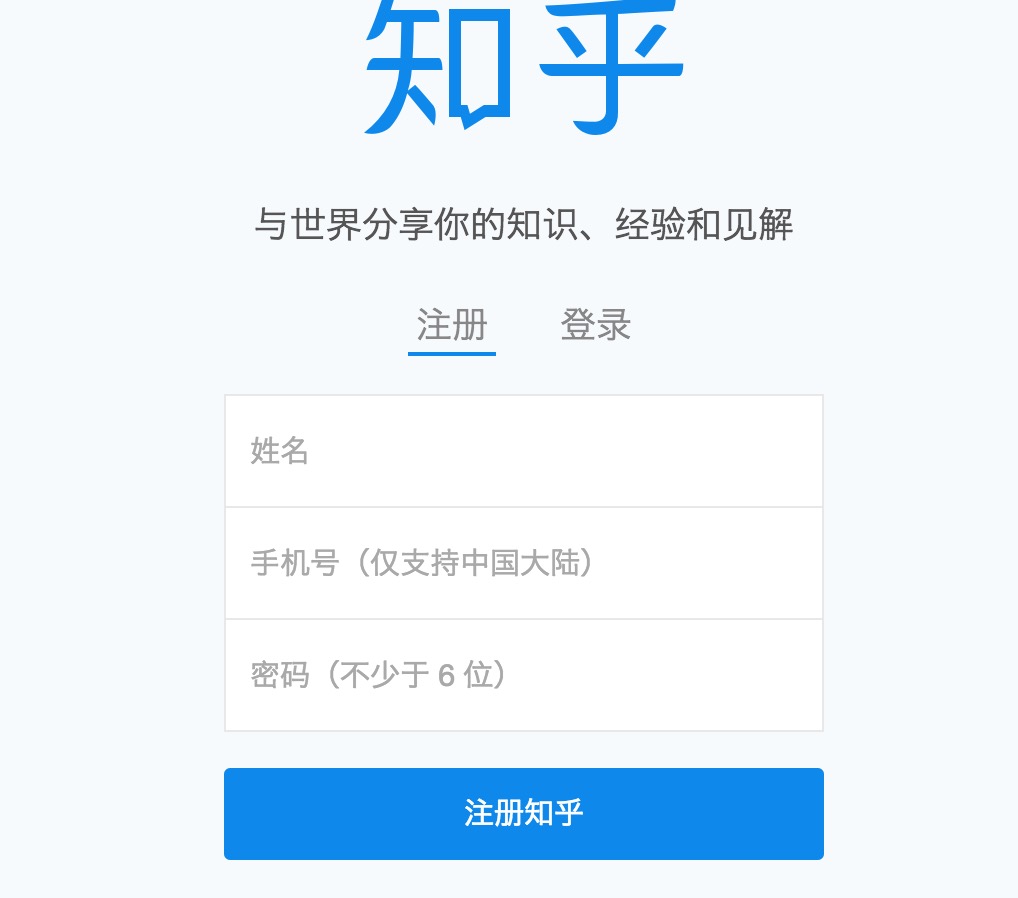 知乎
与世界分享你的知识、经验和见解
注册 登录
姓名
手机号（仅支持中国大陆）
密码（不少于 6 位）
注册知乎